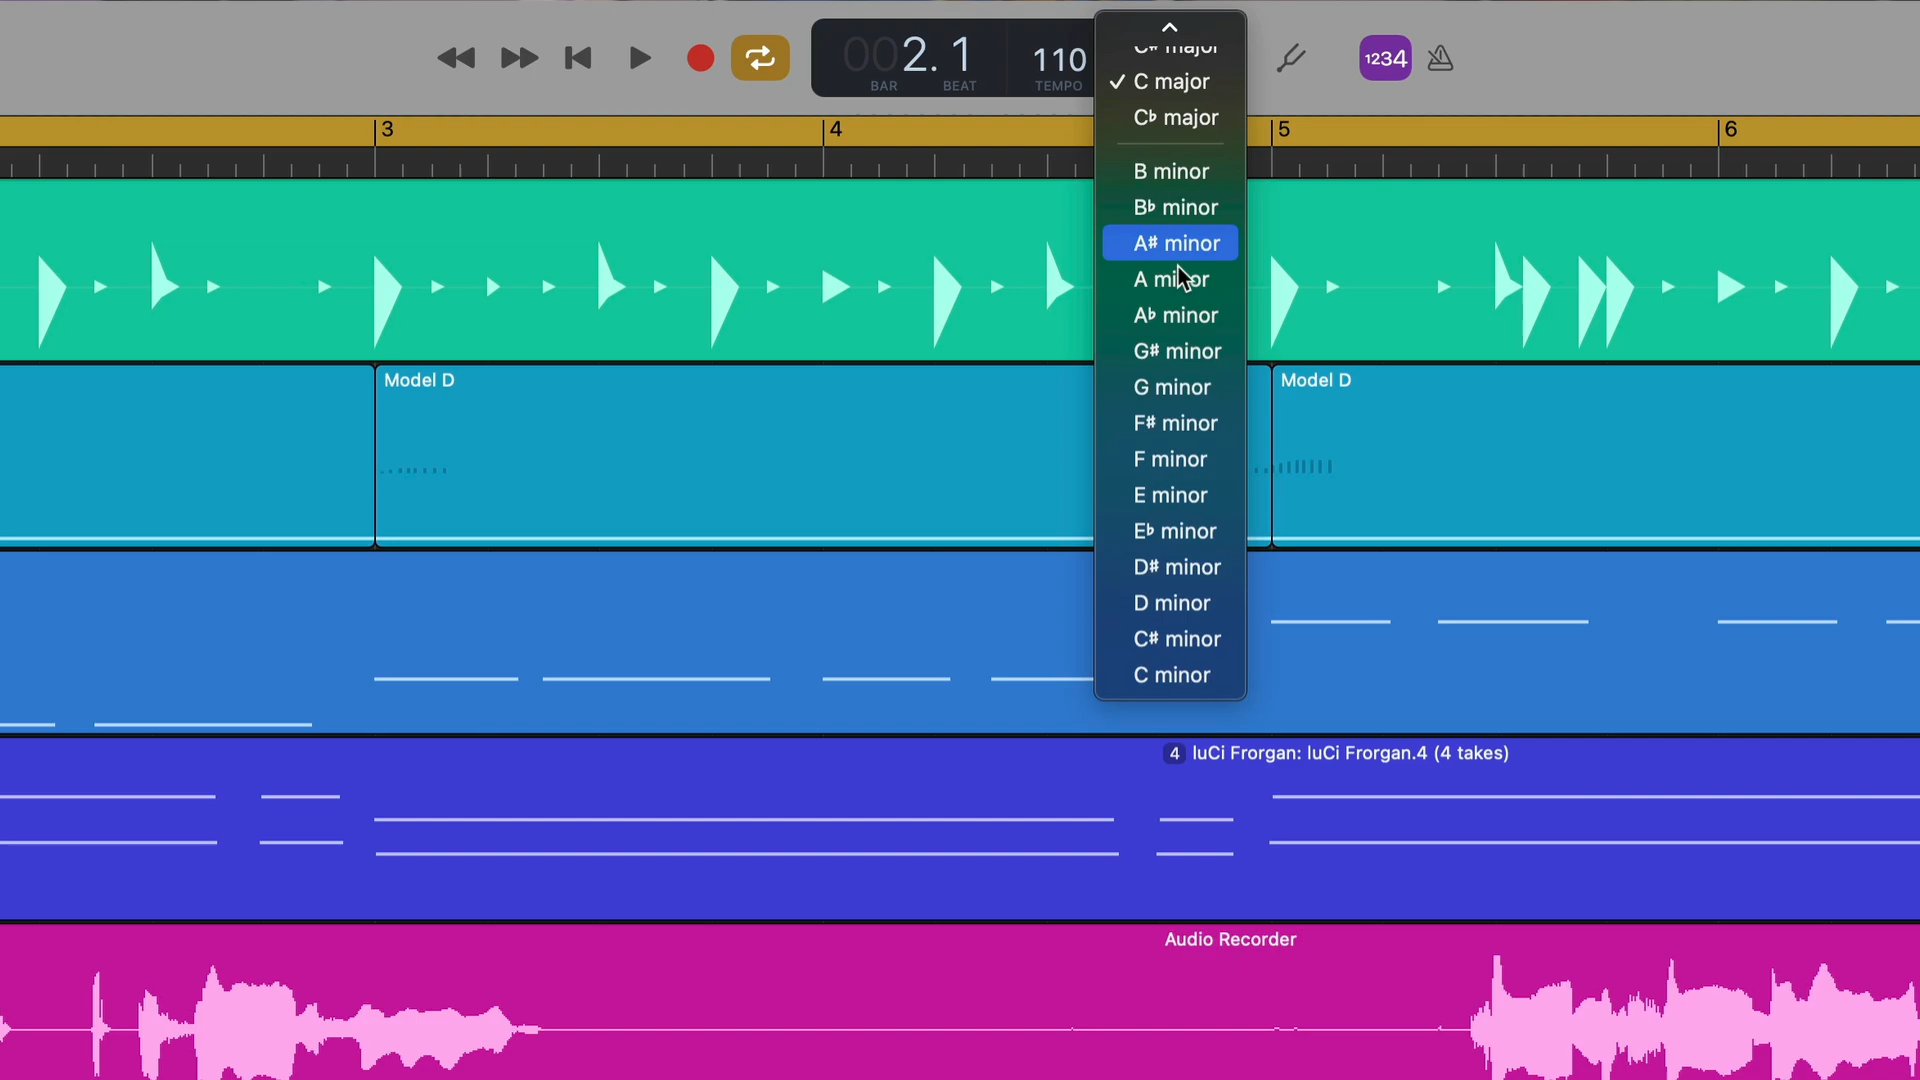 002. 1
BAR
BEAT
110
TEMPO
C# major
✓ C major
C♭ major
B minor
B♭ minor
A# minor
A minor
A♭ minor
G# minor
G minor
F# minor
F minor
E minor
E♭ minor
D# minor
D minor
C# minor
C minor
1234
3
4
5
6
Model D
Model D
4 luCi Frorgan: luCi Frorgan.4 (4 takes)
Audio Recorder